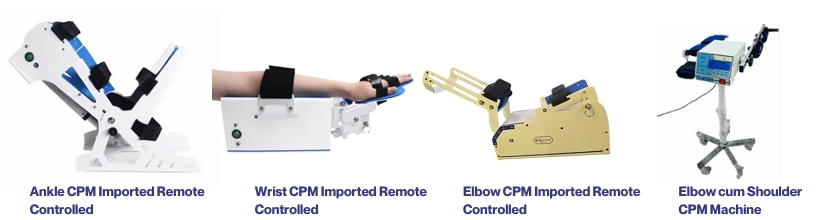 Ankle CPM Imported Remote
Controlled
Wrist CPM Imported Remote
Controlled
Elbow CPM Imported Remote
Controlled
Elbow cum Shoulder
CPM Machine